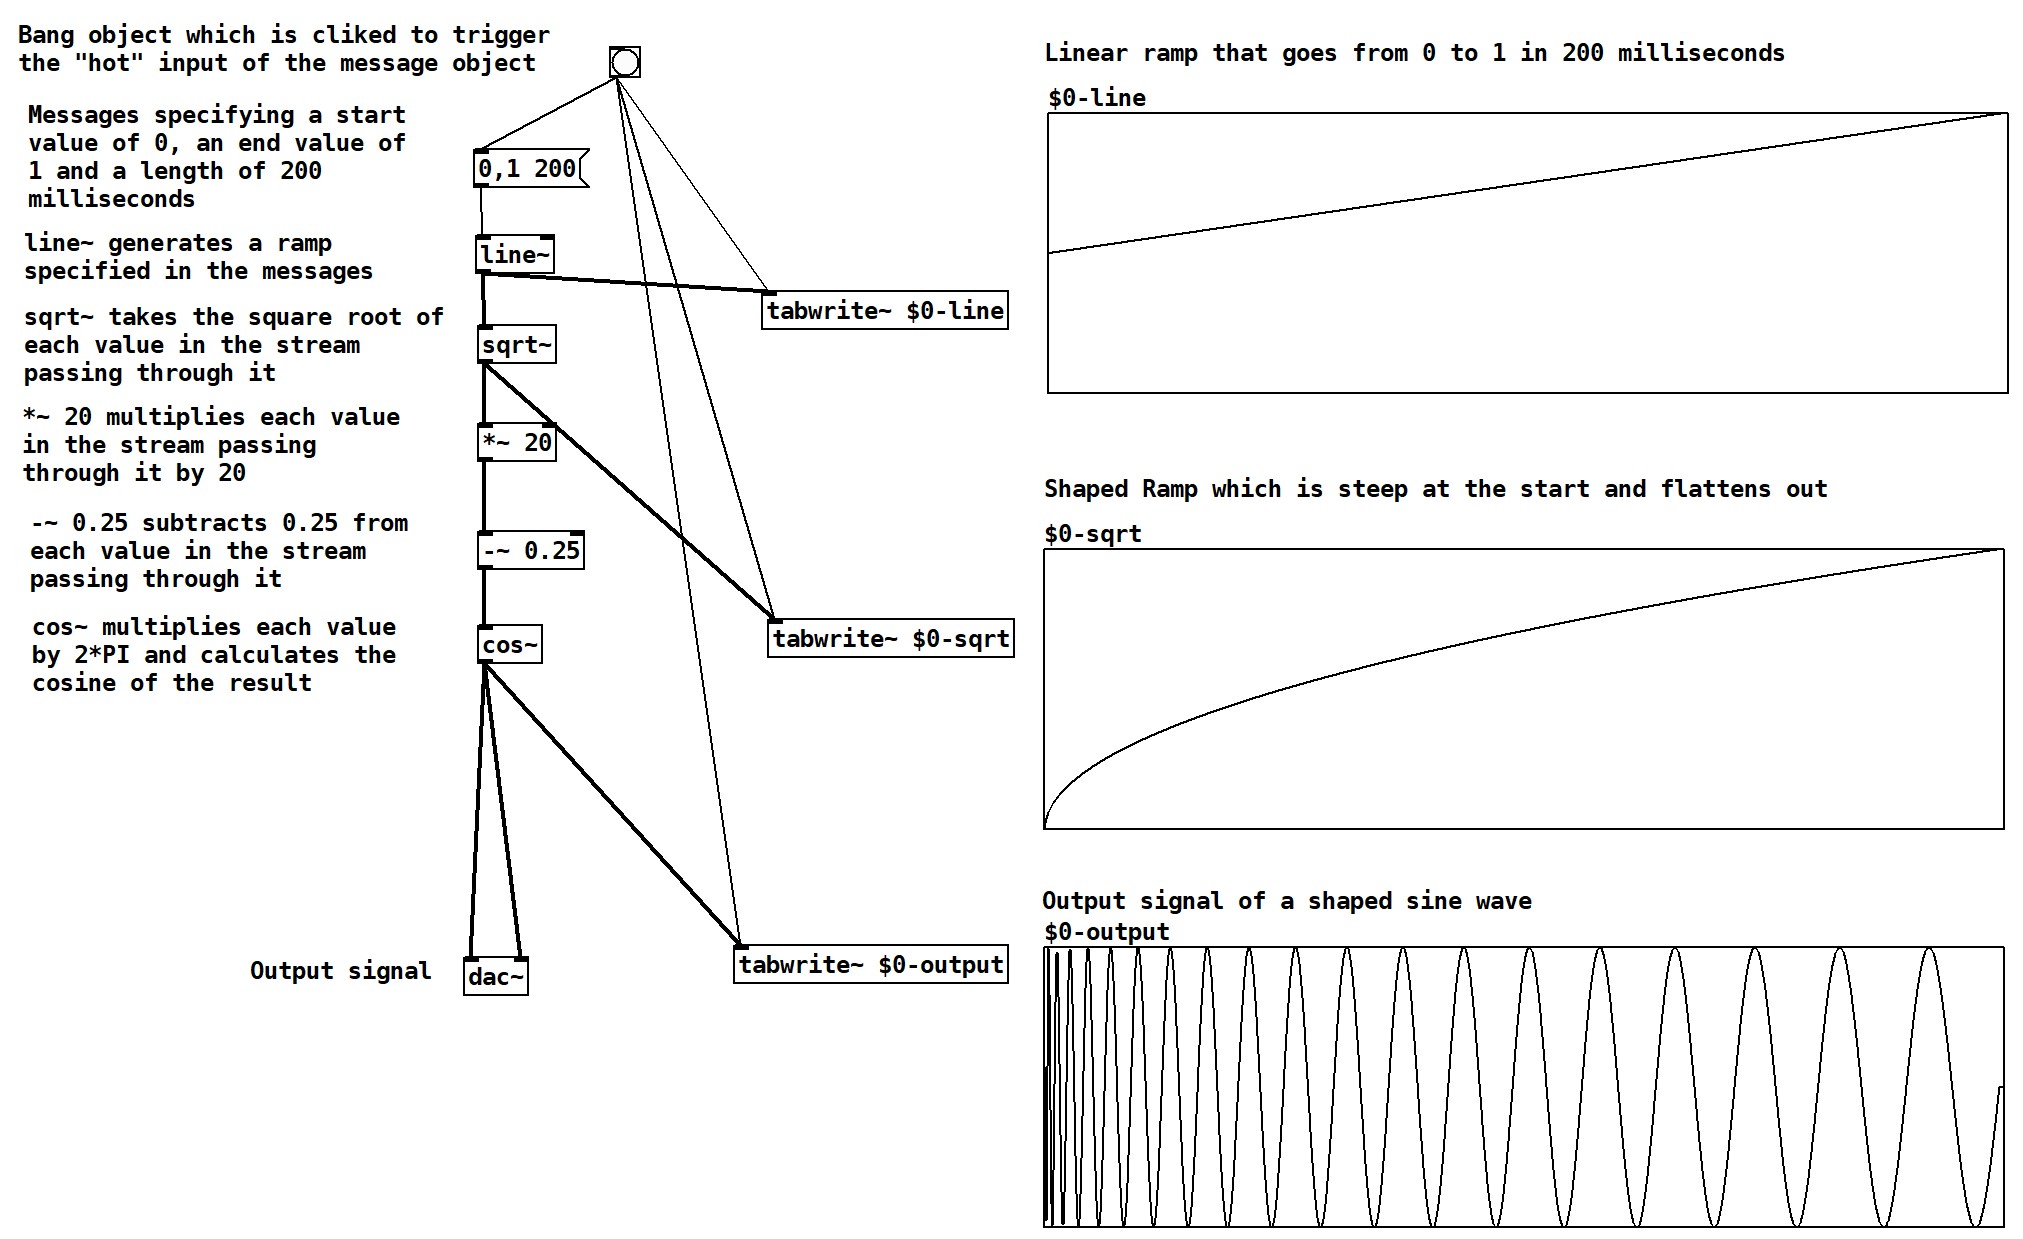 Bang object which is cliked to trigger
the "hot" input of the message object
Messages specifying a start
value of 0, an end value of
1 and a length of 200
milliseconds
line~ generates a ramp
specified in the messages
sqrt~ takes the square root of
each value in the stream
passing through it
*~ 20 multiplies each value
in the stream passing
through it by 20
-~ 0.25 subtracts 0.25 from
each value in the stream
passing through it
cos~ multiplies each value
by 2*PI and calculates the
cosine of the result
Output signal
0,1 200
line~
sqrt~
*~ 20
-~ 0.25
cos~
dac~
tabwrite~ $0-line
tabwrite~ $0-sqrt
tabwrite~ $0-output
Linear ramp that goes from 0 to 1 in 200 milliseconds
$0-line
Shaped Ramp which is steep at the start and flattens out
$0-sqrt
Output signal of a shaped sine wave
$0-output